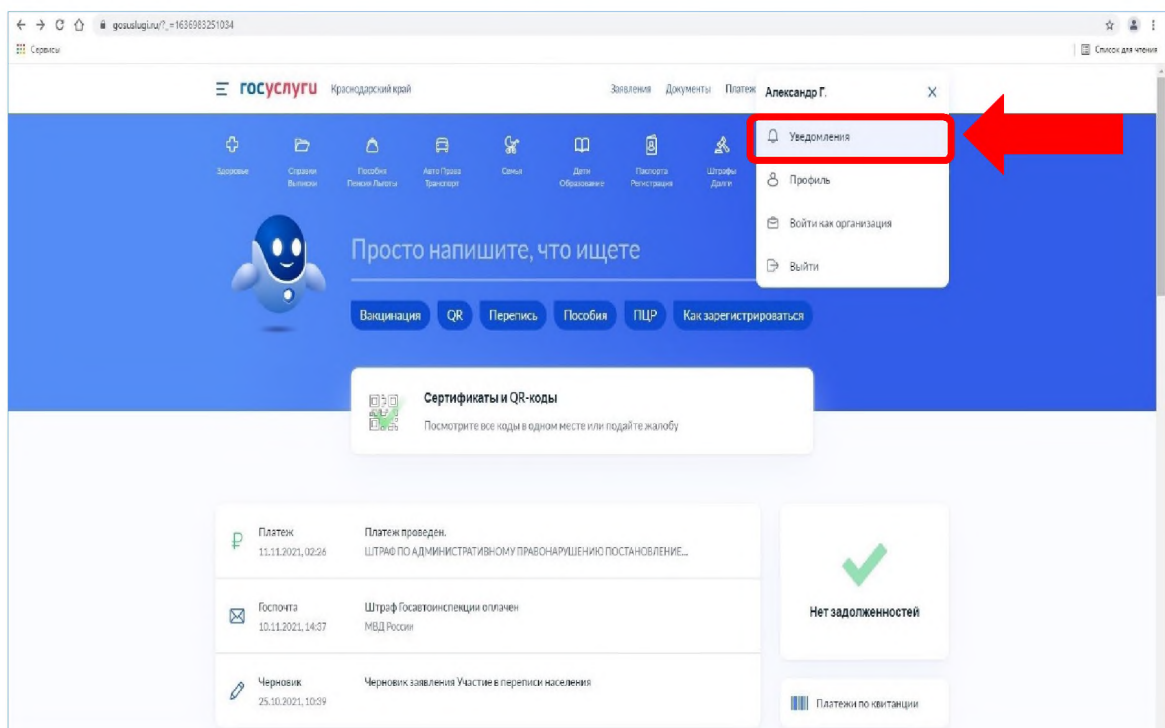 gosuslugi.ru/?_=1636983251034
Сервисы
Список для чтения
госуслуги Краснодарский край Заявления Документы Платеж Александр Г.
Уведомления
Профиль
Войти как организация
Выйти
Здоровье
Справки
Выписки
Пособия
Пенсия Льготы
Авто Права
Транспорт
Семья
Дети
Образование
Паспорта
Регистрация
Штрафы
Долги
Просто напишите, что ищете
Вакцинация QR Перепись Пособия ПЦР Как зарегистрироваться
Сертификаты и QR-коды
Посмотрите все коды в одном месте или подайте жалобу
Платеж
11.11.2021, 02:26
Платеж проведен.
ШТРАФ ПО АДМИНИСТРАТИВНОМУ ПРАВОНАРУШЕНИЮ ПОСТАНОВЛЕНИЕ...
Госпочта
10.11.2021, 14:37
Штраф Госавтоинспекции оплачен
МВД России
Черновик
25.10.2021, 10:39
Черновик заявления Участие в переписи населения
Нет задолженностей
Платежи по квитанции